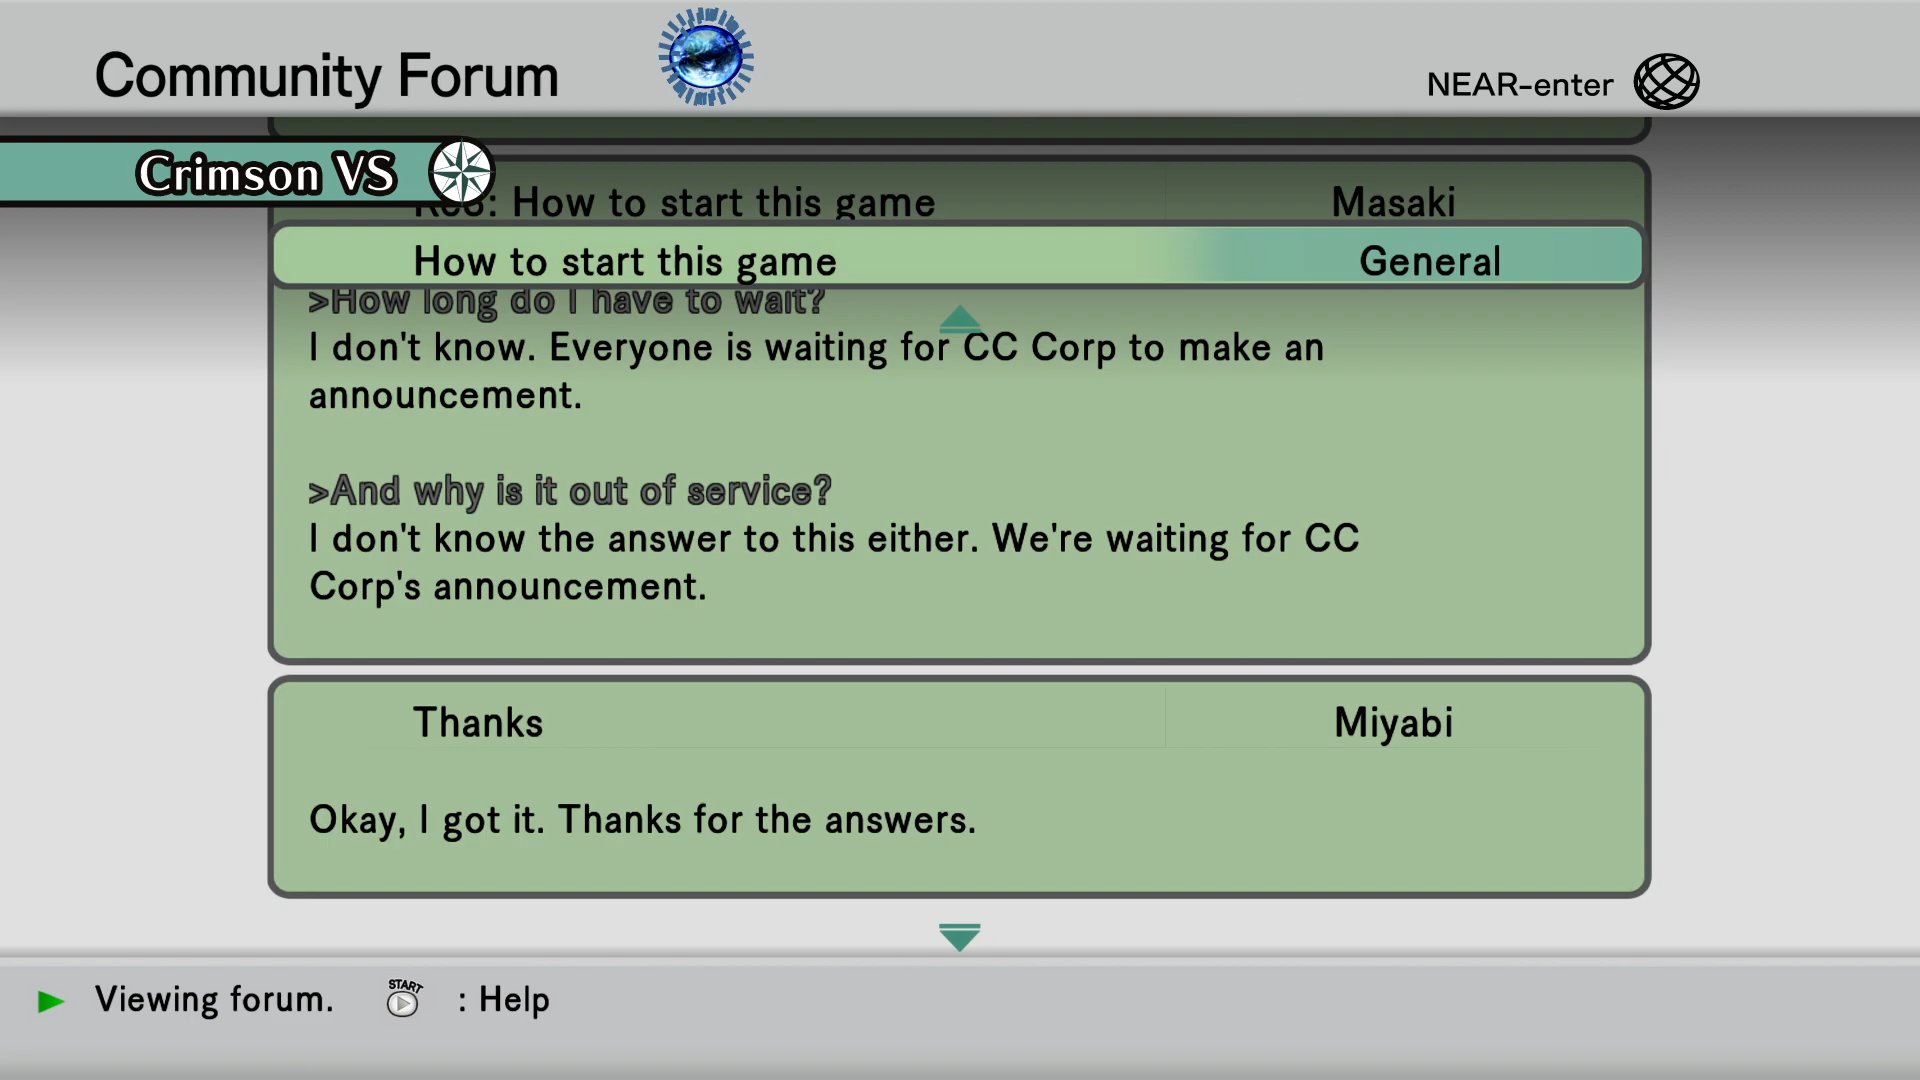 Community Forum
NEAR-enter
Crimson VS
How to start this game Masaki
How to start this game General
>How long do I have to wait?
I don't know. Everyone is waiting for CC Corp to make an
announcement.
>And why is it out of service?
I don't know the answer to this either. We're waiting for CC
Corp's announcement.
Thanks Miyabi
Okay, I got it. Thanks for the answers.
Viewing forum. START : Help